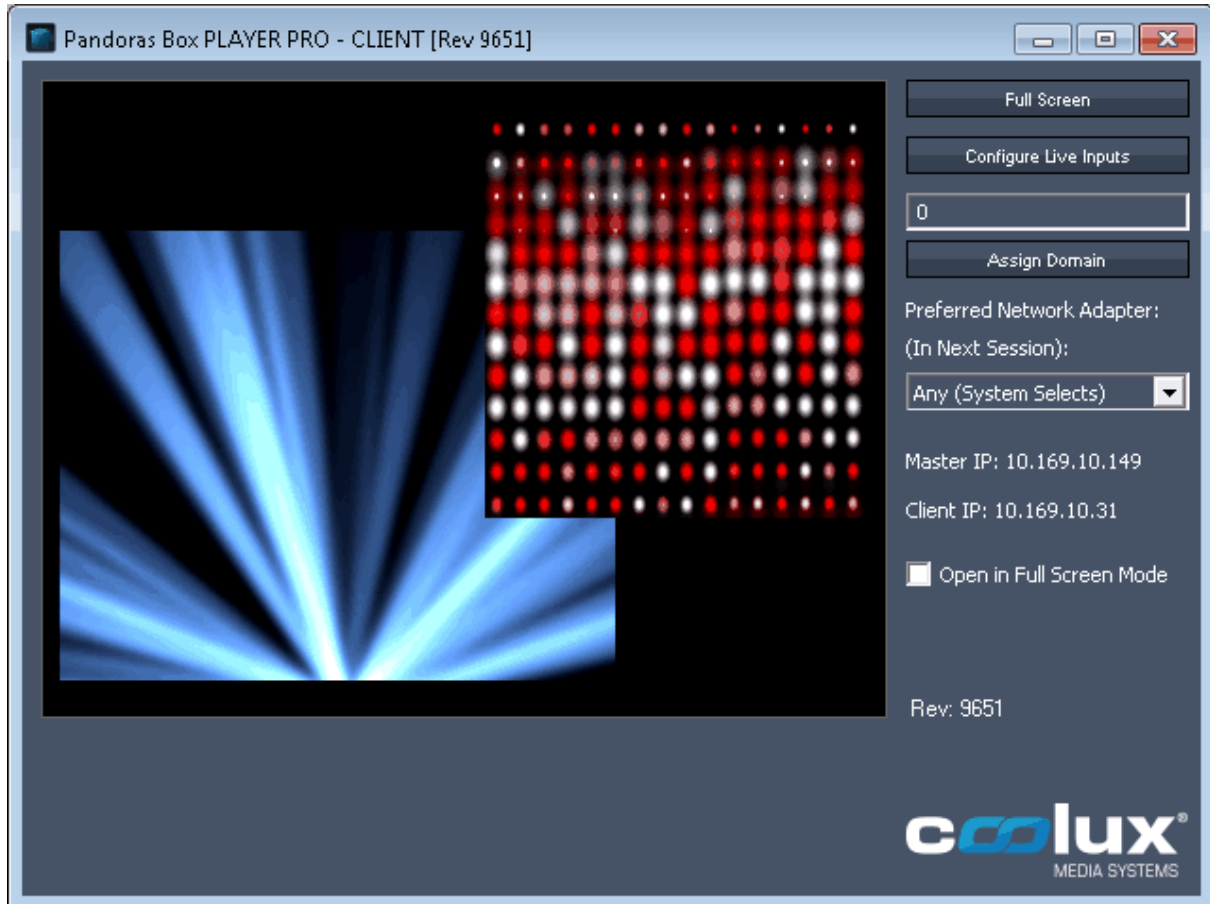 Pandoras Box PLAYER PRO - CLIENT [Rev 9651]
Full Screen
Configure Live Inputs
0
Assign Domain
Preferred Network Adapter:
(In Next Session):
Any (System Selects)
Master IP: 10.169.10.149
Client IP: 10.169.10.31
Open in Full Screen Mode
Rev: 9651
coolux®
MEDIA SYSTEMS